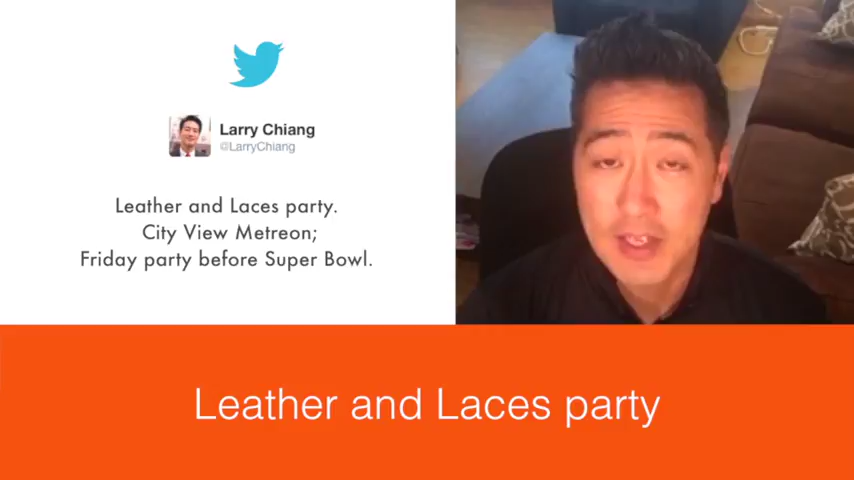 Larry Chiang
@LarryChiang
Leather and Laces party.
City View Metreon;
Friday party before Super Bowl.
Leather and Laces party